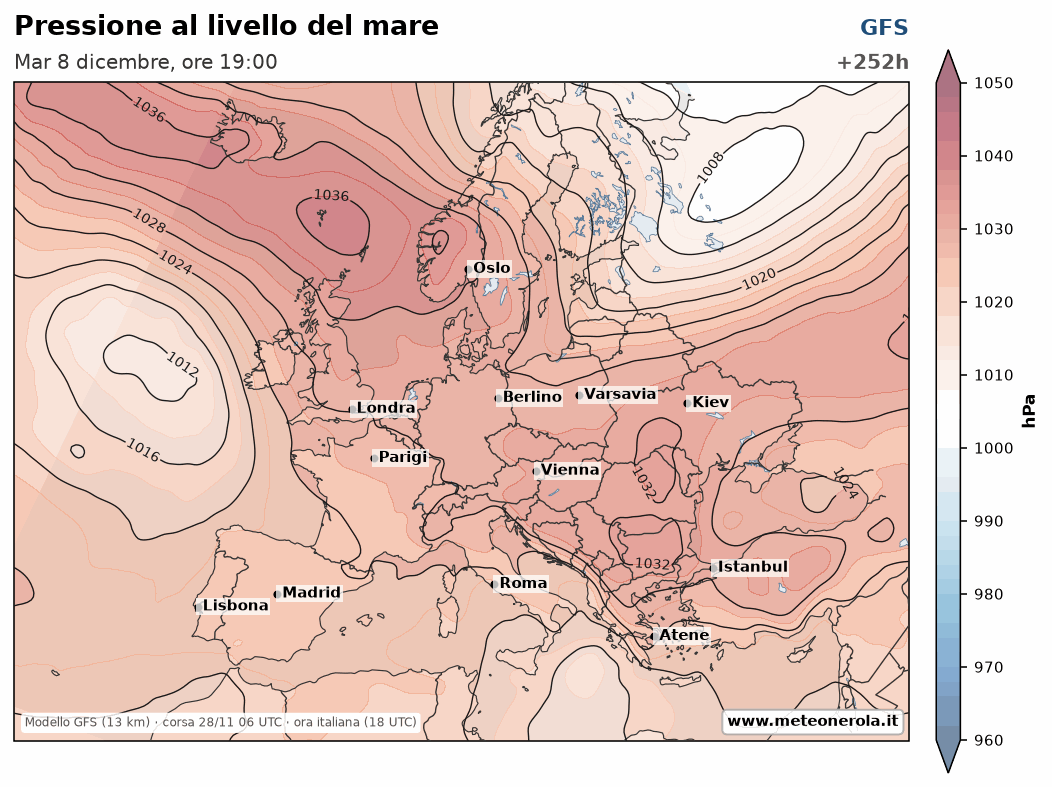 Pressione al livello del mare
GFS
Mar 8 dicembre, ore 19:00
+252h
1036
1036
1028
1024
1008
1020
1012
1016
1032
1032
1024
Oslo
Londra
Berlino
Varsavia
Kiev
Parigi
Vienna
Istanbul
Roma
Madrid
Lisbona
Atene
Modello GFS (13 km) · corsa 28/11 06 UTC · ora italiana (18 UTC)
www.meteonerola.it
1050
1040
1030
1020
1010
1000
990
980
970
960
hPa